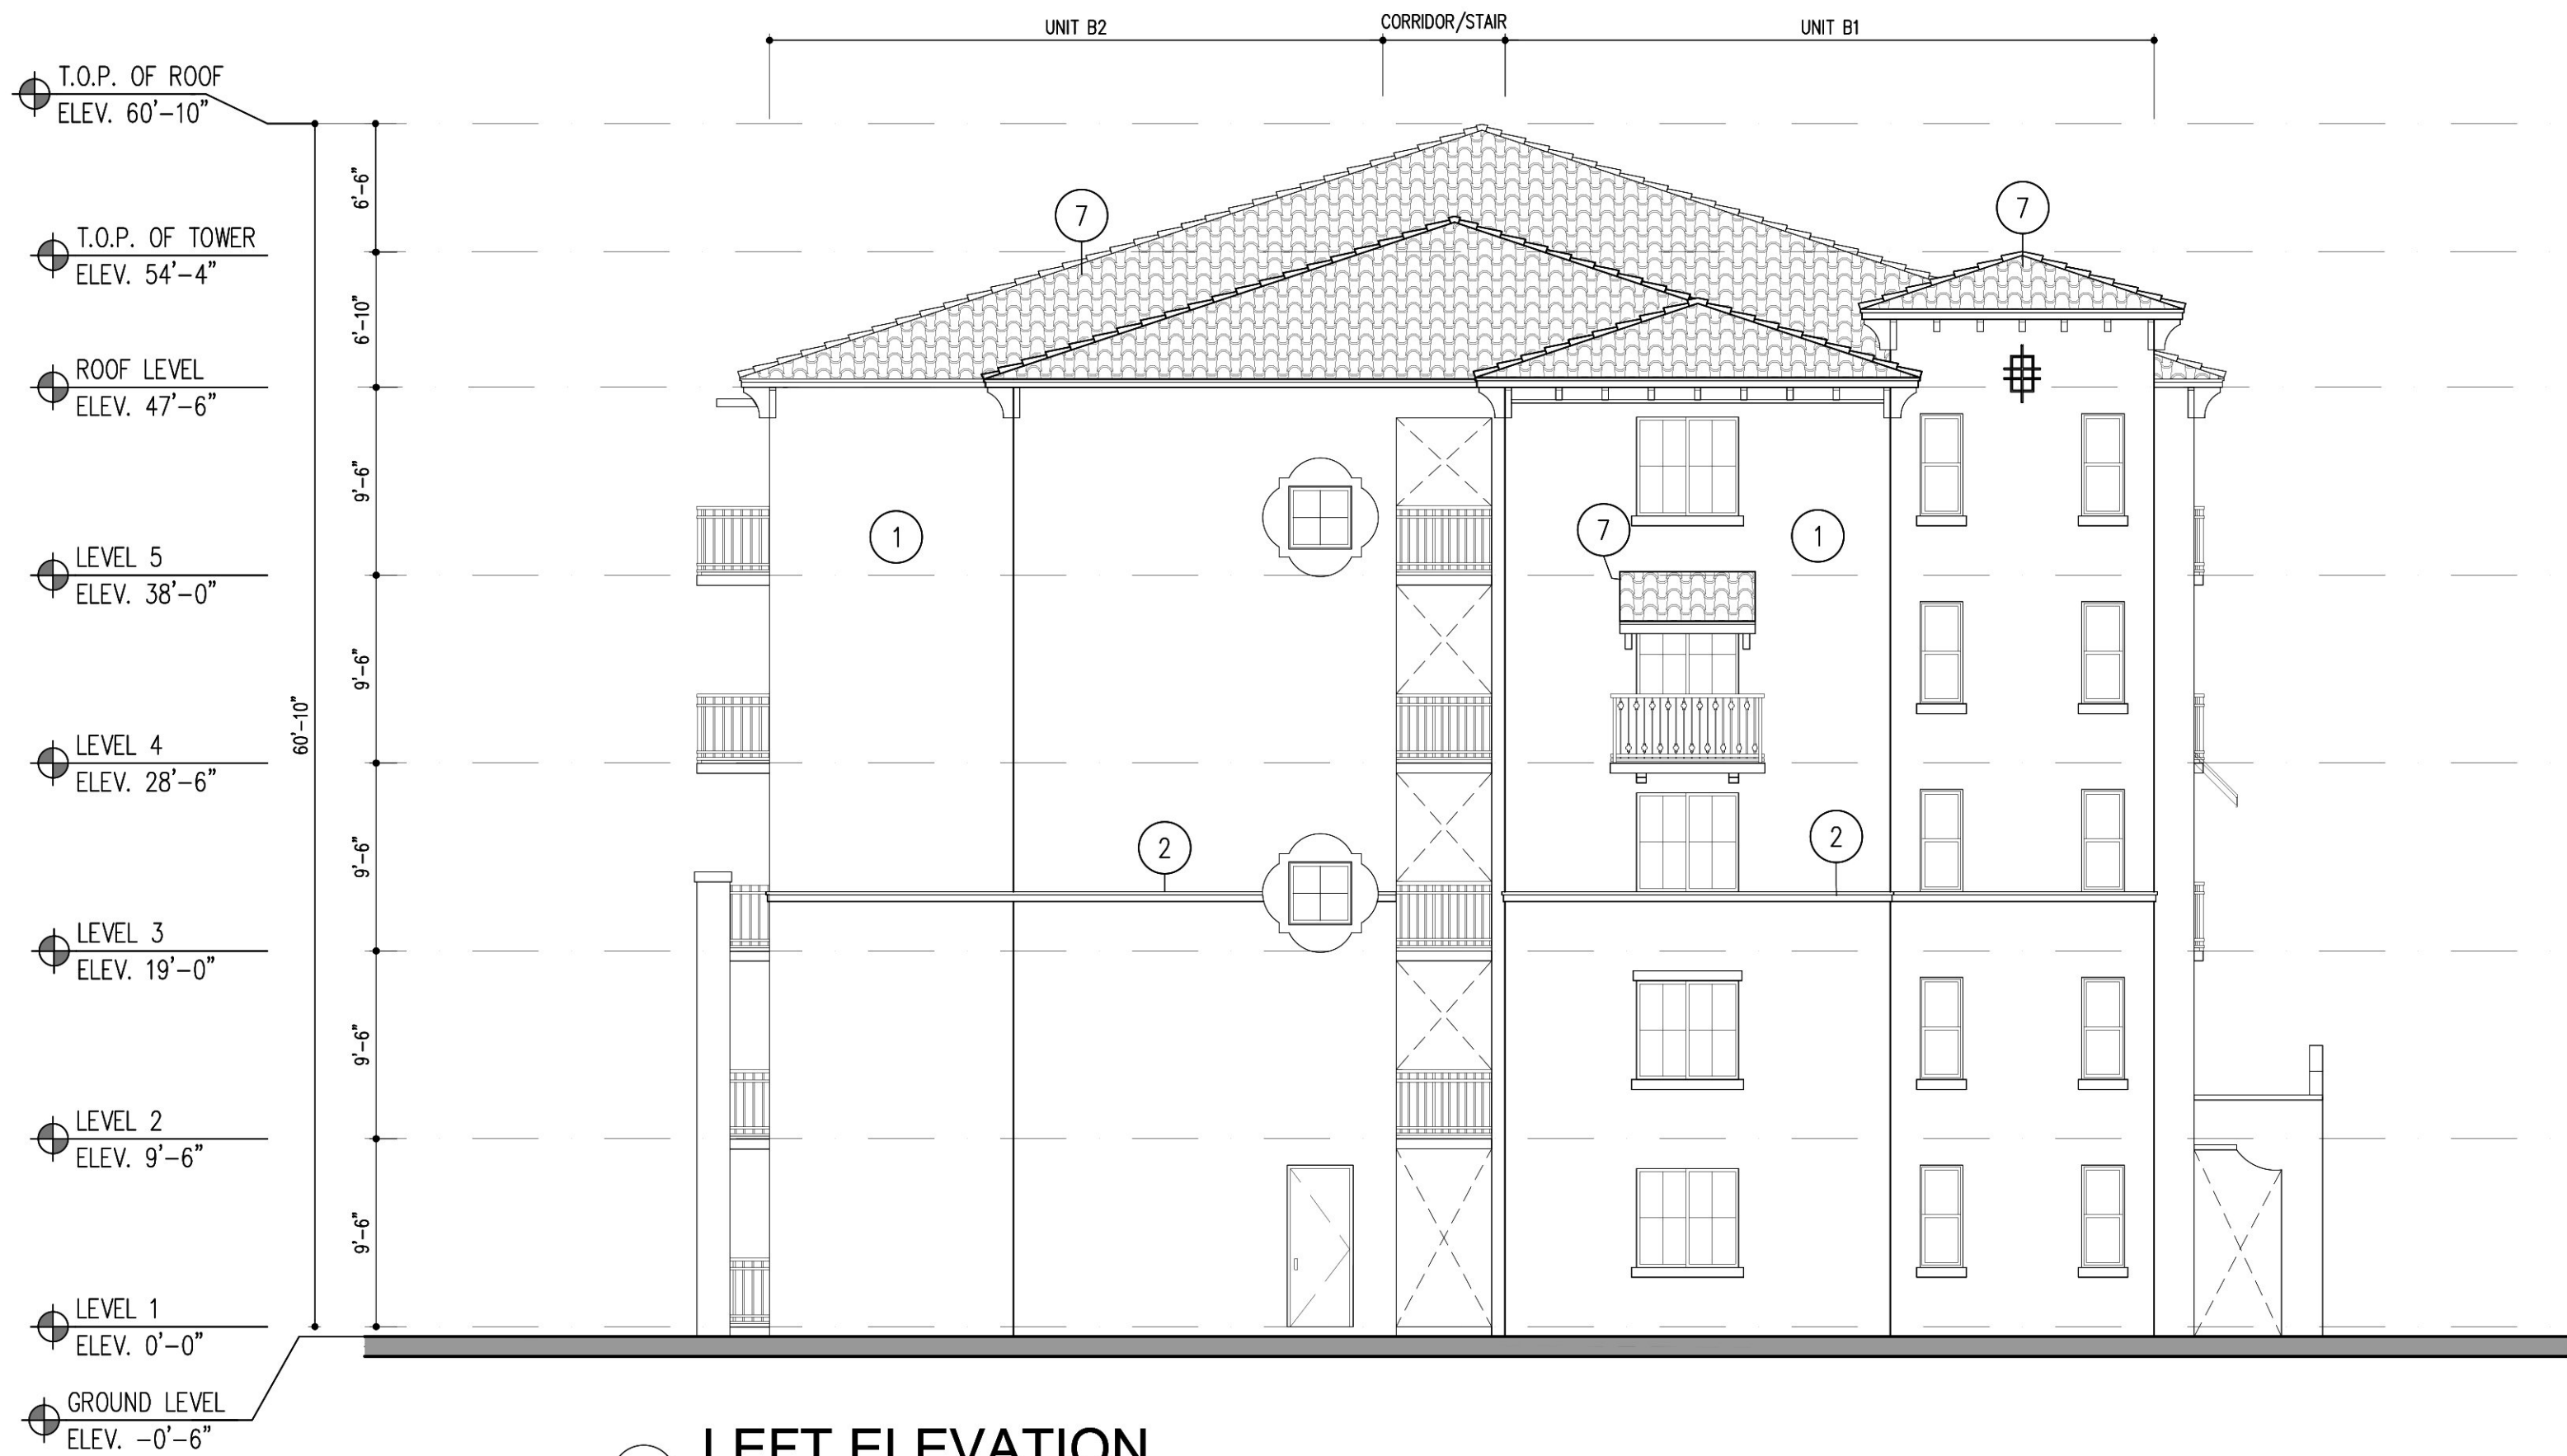 UNIT B2
CORRIDOR/STAIR
UNIT B1
T.O.P. OF ROOF
ELEV. 60'-10"
6'-6"
7
7
T.O.P. OF TOWER
ELEV. 54'-4"
6'-10"
ROOF LEVEL
ELEV. 47'-6"
9'-6"
1
7
1
LEVEL 5
ELEV. 38'-0"
9'-6"
60'-10"
LEVEL 4
ELEV. 28'-6"
9'-6"
2
2
LEVEL 3
ELEV. 19'-0"
9'-6"
LEVEL 2
ELEV. 9'-6"
9'-6"
LEVEL 1
ELEV. 0'-0"
GROUND LEVEL
ELEV. -0'-6"
LEFT ELEVATION